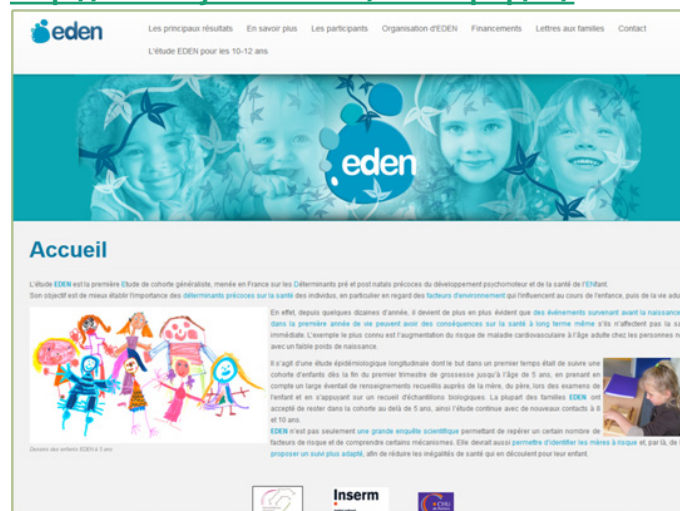 eden
Les principaux résultats En savoir plus Les participants Organisation d'EDEN Financements Lettres aux familles Contact
L'étude EDEN pour les 10-12 ans
eden
Accueil
L'étude EDEN est la première Etude de cohorte généraliste, menée en France sur les Déterminants pré et post natals précoces du développement psychomoteur et de la santé de l'ENfant.
Son objectif est de mieux établir l'importance des déterminants précoces sur la santé des individus, en particulier en regard des facteurs d'environnement qui l'influencent au cours de l'enfance, puis de la vie adu
En effet, depuis quelques dizaines d'année, il devient de plus en plus évident que des événements survenant avant la naissance
dans la première année de vie peuvent avoir des conséquences sur la santé à long terme même s'ils n'affectent pas la sa
immédiate. L'exemple le plus connu est l'augmentation du risque de maladie cardiovasculaire à l'âge adulte chez les personnes n
avec un faible poids de naissance.
Il s'agit d'une étude épidémiologique longitudinale dont le but dans un premier temps était de suivre une
cohorte d'enfants dès la fin du premier trimestre de grossesse jusqu'à l'âge de 5 ans, en prenant en
compte un large éventail de renseignements recueillis auprès de la mère, du père, lors des examens de
l'enfant et en s'appuyant sur un recueil d'échantillons biologiques. La plupart des familles EDEN ont
accepté de rester dans la cohorte au delà de 5 ans, ainsi l'étude continue avec de nouveaux contacts à 8
et 10 ans.
EDEN n'est pas seulement une grande enquête scientifique permettant de repérer un certain nombre de
facteurs de risque et de comprendre certains mécanismes. Elle devrait aussi permettre d'identifier les mères à risque et, par là, de
proposer un suivi plus adapté, afin de réduire les inégalités de santé qui en découlent pour leur enfant.
Dessins des enfants EDEN à 5 ans
Inserm